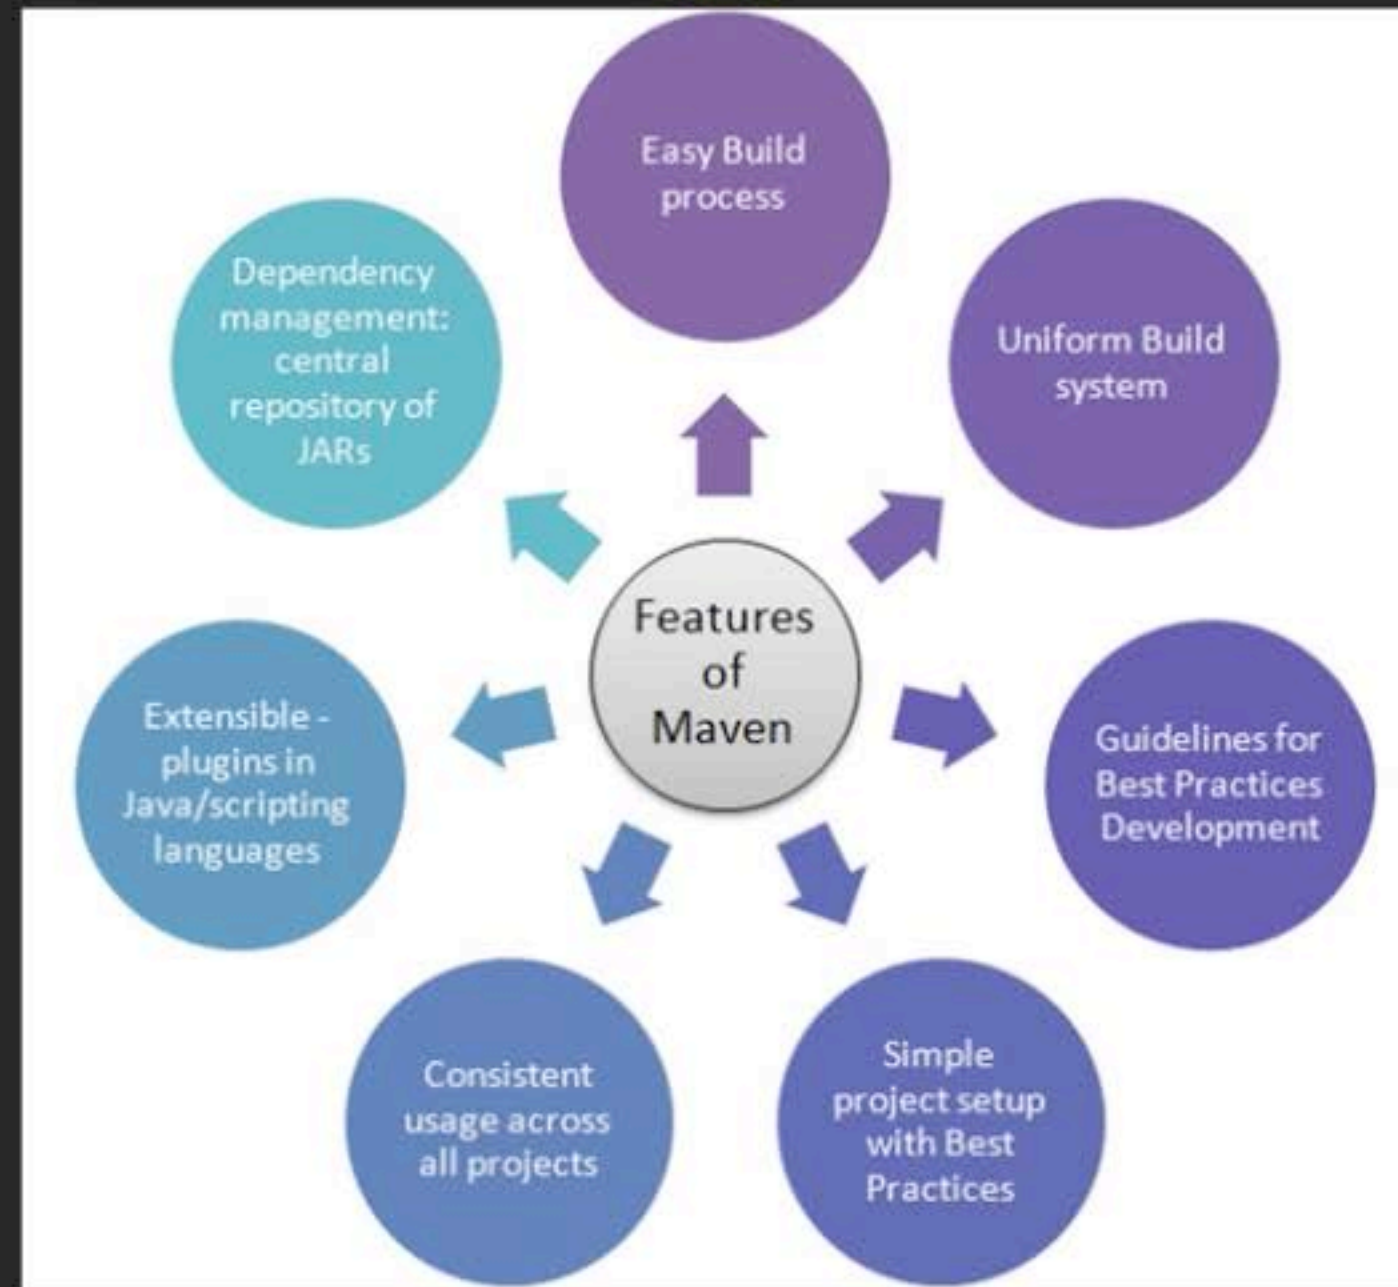 Easy Build
process
Uniform Build
system
Guidelines for
Best Practices
Development
Simple
project setup
with Best
Practices
Consistent
usage across
all projects
Extensible -
plugins in
Java/scripting
languages
Dependency
management:
central
repository of
JARs
Features
of
Maven